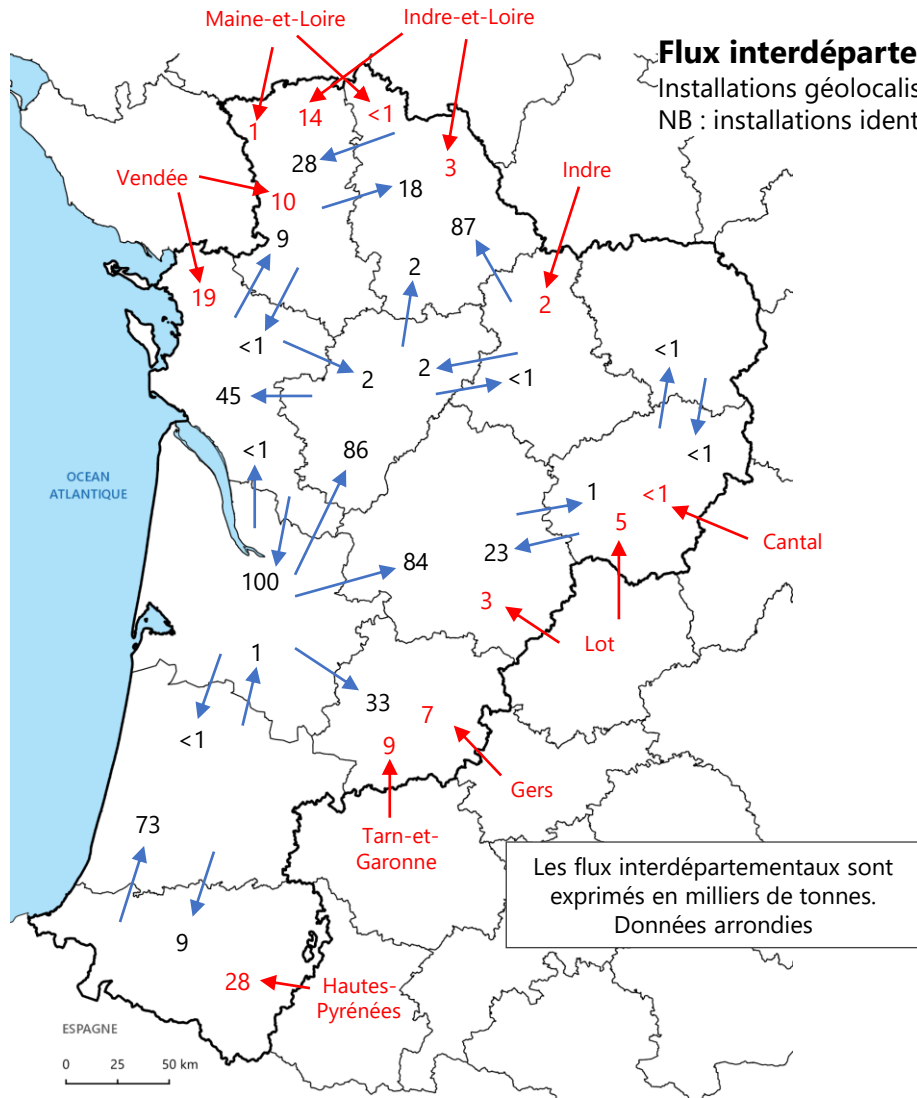 Maine-et-Loire
Indre-et-Loire
Flux interdéparte
Installations géolocalis
NB : installations ident
1
14
<1
28
3
Vendée
10
18
Indre
9
87
19
2
2
<1
2
2
<1
<1
45
86
<1
<1
OCEAN
ATLANTIQUE
1
<1
5
Cantal
100
84
23
3
Lot
1
33
7
<1
9
Gers
73
Tarn-et-
Garonne
Les flux interdépartementaux sont
exprimés en milliers de tonnes.
Données arrondies
9
28
Hautes-
Pyrénées
ESPAGNE
0 25 50 km